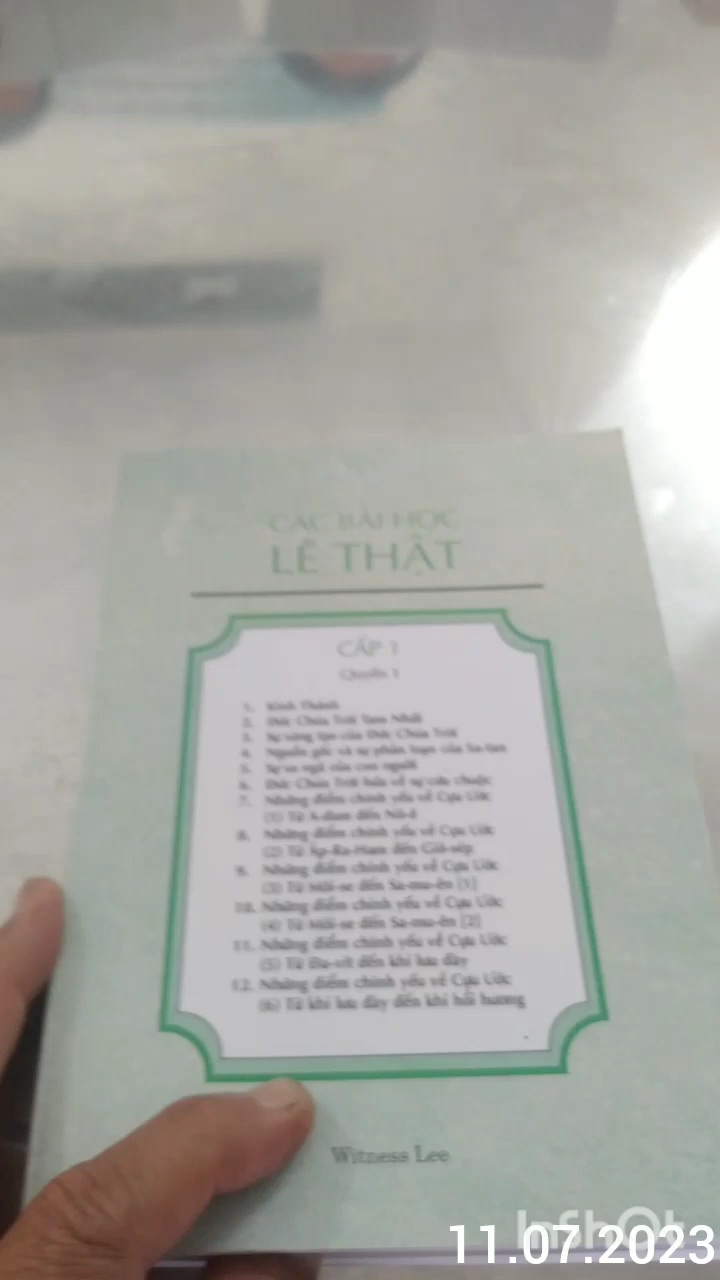 CÁC BÀI HỌC
LẼ THẬT
CẤP 1
Quyển 1
1. Kinh Thánh
2. Đức Chúa Trời Tam Nhất
3. Sự sáng tạo của Đức Chúa Trời
4. Nguồn gốc và sự phản loạn của Sa-tan
5. Sự sa ngã của con người
6. Đức Chúa Trời hứa về sự cứu chuộc
7. Những điểm chính yếu về Cựu Ước
(1) Từ A-đam đến Nô-ê
8. Những điểm chính yếu về Cựu Ước
(2) Từ Áp-Ra-Ham đến Giô-sép
9. Những điểm chính yếu về Cựu Ước
(3) Từ Môi-se đến Sa-mu-ên [1]
10. Những điểm chính yếu về Cựu Ước
(4) Từ Môi-se đến Sa-mu-ên [2]
11. Những điểm chính yếu về Cựu Ước
(5) Từ Đa-vít đến khi lưu đày
12. Những điểm chính yếu về Cựu Ước
(6) Từ khi lưu đày đến khi hồi hương
Witness Lee
InShOt
11.07.2023